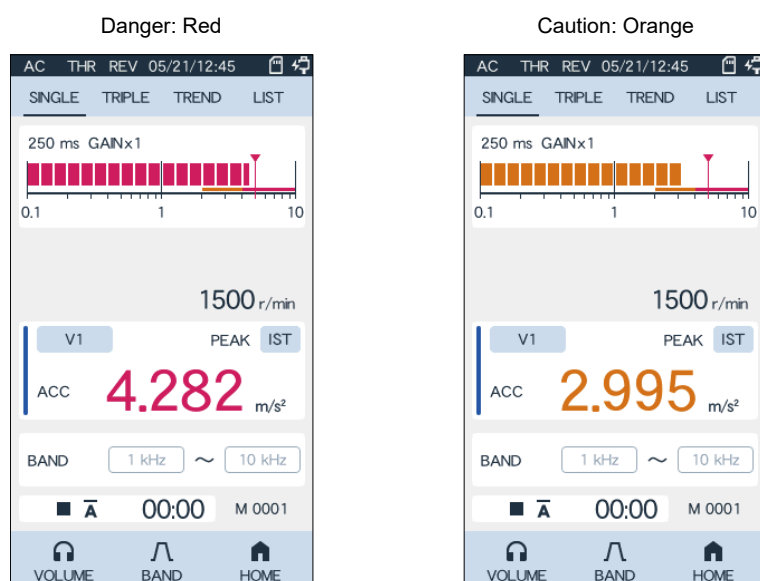 Danger: Red
AC THR REV 05/21/12:45
SINGLE TRIPLE TREND LIST
250 ms GAINx1
0.1 1 10
1500 r/min
V1 PEAK IST
ACC 4.282 m/s²
BAND 1 kHz ~ 10 kHz
A 00:00 M 0001
VOLUME BAND HOME
Caution: Orange
AC THR REV 05/21/12:45
SINGLE TRIPLE TREND LIST
250 ms GAINx1
0.1 1 10
1500 r/min
V1 PEAK IST
ACC 2.995 m/s²
BAND 1 kHz ~ 10 kHz
A 00:00 M 0001
VOLUME BAND HOME